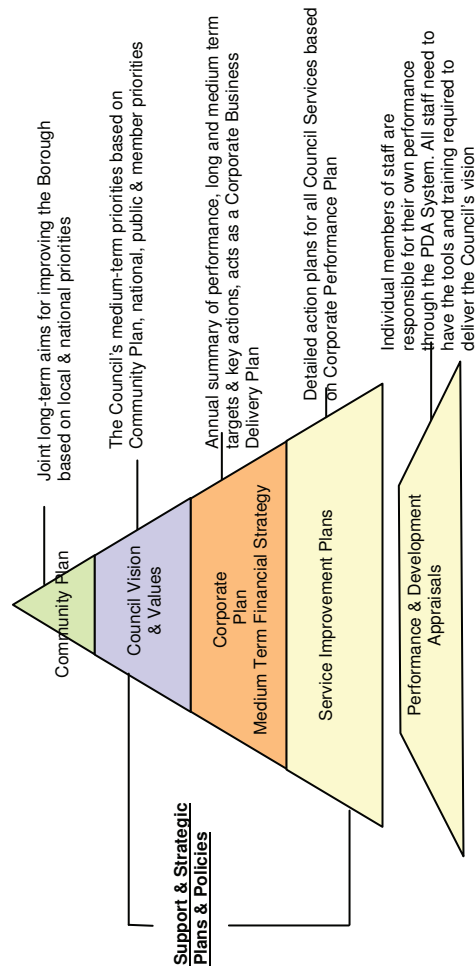 Community Plan
Joint long-term aims for improving the Borough
based on local & national priorities
Council Vision
& Values
The Council's medium-term priorities based on
Community Plan, national, public & member priorities
Corporate
Plan
Medium Term Financial Strategy
Annual summary of performance, long and medium term
targets & key actions, acts as a Corporate Business
Delivery Plan
Service Improvement Plans
Detailed action plans for all Council Services based
on Corporate Performance Plan
Performance & Development
Appraisals
Individual members of staff are
responsible for their own performance
through the PDA System. All staff need to
have the tools and training required to
deliver the Council's vision
Support & Strategic
Plans & Policies